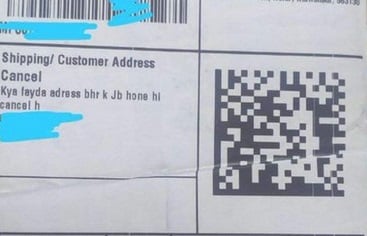 Shipping/ Customer Address
Cancel
Kya fayda adress bhr k Jb hone hi
cancel h